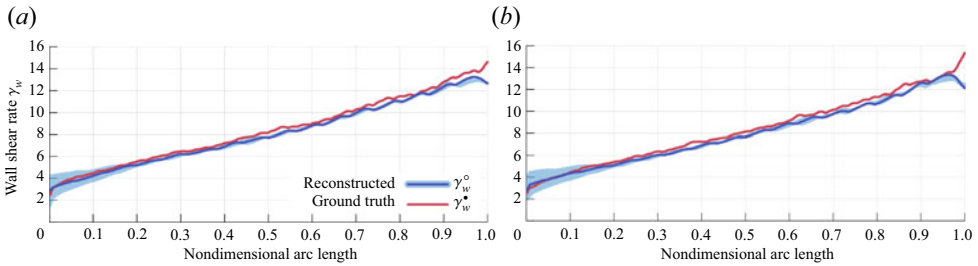 (a)
16
14
12
10
8
6
4
2
0
Wall shear rate γw
Reconstructed γ°w
Ground truth γ•w
0.1 0.2 0.3 0.4 0.5 0.6 0.7 0.8 0.9 1.0
Nondimensional arc length
(b)
16
14
12
10
8
6
4
2
0
0.1 0.2 0.3 0.4 0.5 0.6 0.7 0.8 0.9 1.0
Nondimensional arc length